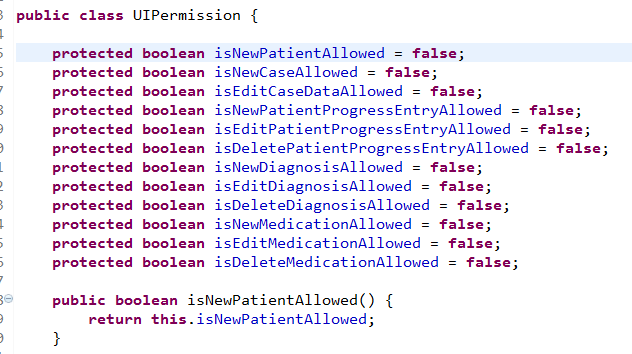 public class UIPermission {
protected boolean isNewPatientAllowed = false;
protected boolean isNewCaseAllowed = false;
protected boolean isEditCaseDataAllowed = false;
protected boolean isNewPatientProgressEntryAllowed = false;
protected boolean isEditPatientProgressEntryAllowed = false;
protected boolean isDeletePatientProgressEntryAllowed = false;
protected boolean isNewDiagnosisAllowed = false;
protected boolean isEditDiagnosisAllowed = false;
protected boolean isDeleteDiagnosisAllowed = false;
protected boolean isNewMedicationAllowed = false;
protected boolean isEditMedicationAllowed = false;
protected boolean isDeleteMedicationAllowed = false;
public boolean isNewPatientAllowed() {
return this.isNewPatientAllowed;
}